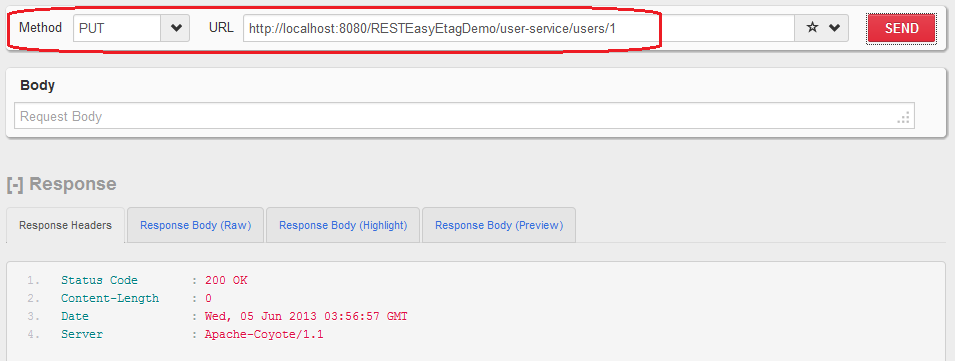 Method PUT URL http://localhost:8080/RESTEasyEtagDemo/user-service/users/1 SEND
Body
Request Body
[-] Response
Response Headers Response Body (Raw) Response Body (Highlight) Response Body (Preview)
1. Status Code : 200 OK
2. Content-Length : 0
3. Date : Wed, 05 Jun 2013 03:56:57 GMT
4. Server : Apache-Coyote/1.1